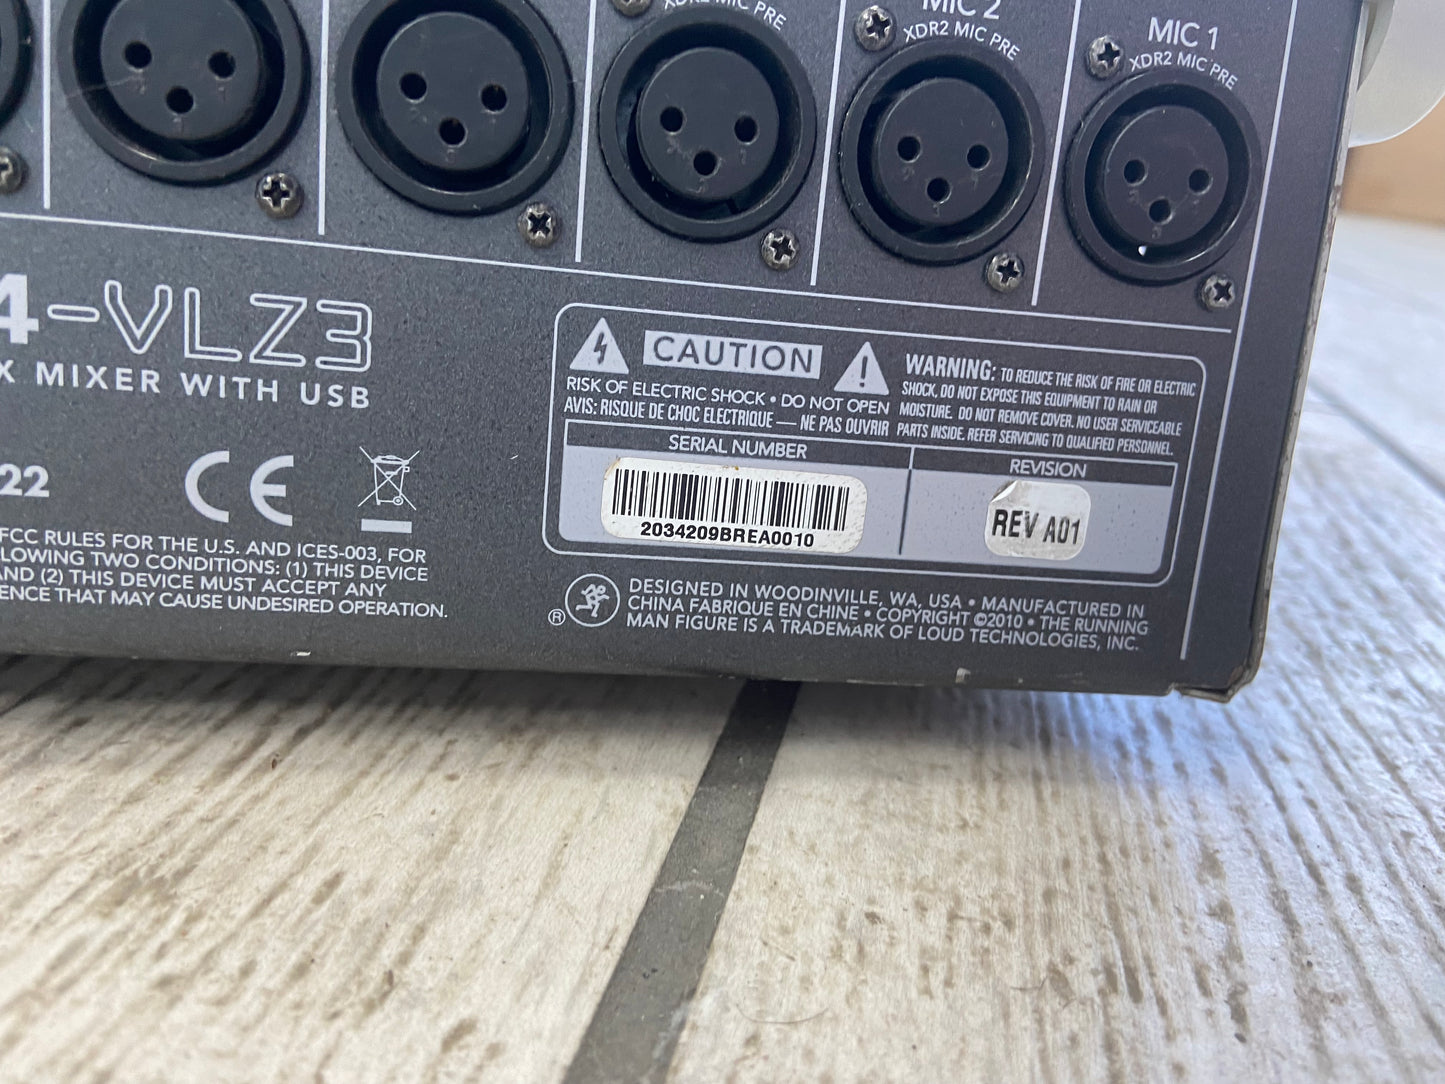 XDR2 MIC PRE
MIC 2
XDR2 MIC PRE
MIC 1
XDR2 MIC PRE
4-VLZ3
X MIXER WITH USB
22
CE
FCC RULES FOR THE U.S. AND ICES-003, FOR
LOWING TWO CONDITIONS: (1) THIS DEVICE
AND (2) THIS DEVICE MUST ACCEPT ANY
ENCE THAT MAY CAUSE UNDESIRED OPERATION.
CAUTION
RISK OF ELECTRIC SHOCK • DO NOT OPEN
AVIS: RISQUE DE CHOC ELECTRIQUE — NE PAS OUVRIR
WARNING: TO REDUCE THE RISK OF FIRE OR ELECTRIC
SHOCK, DO NOT EXPOSE THIS EQUIPMENT TO RAIN OR
MOISTURE. DO NOT REMOVE COVER. NO USER SERVICEABLE
PARTS INSIDE. REFER SERVICING TO QUALIFIED PERSONNEL.
SERIAL NUMBER
2034209BREA0010
REVISION
REV A01
® DESIGNED IN WOODINVILLE, WA, USA • MANUFACTURED IN
CHINA FABRIQUE EN CHINE • COPYRIGHT ©2010 • THE RUNNING
MAN FIGURE IS A TRADEMARK OF LOUD TECHNOLOGIES, INC.